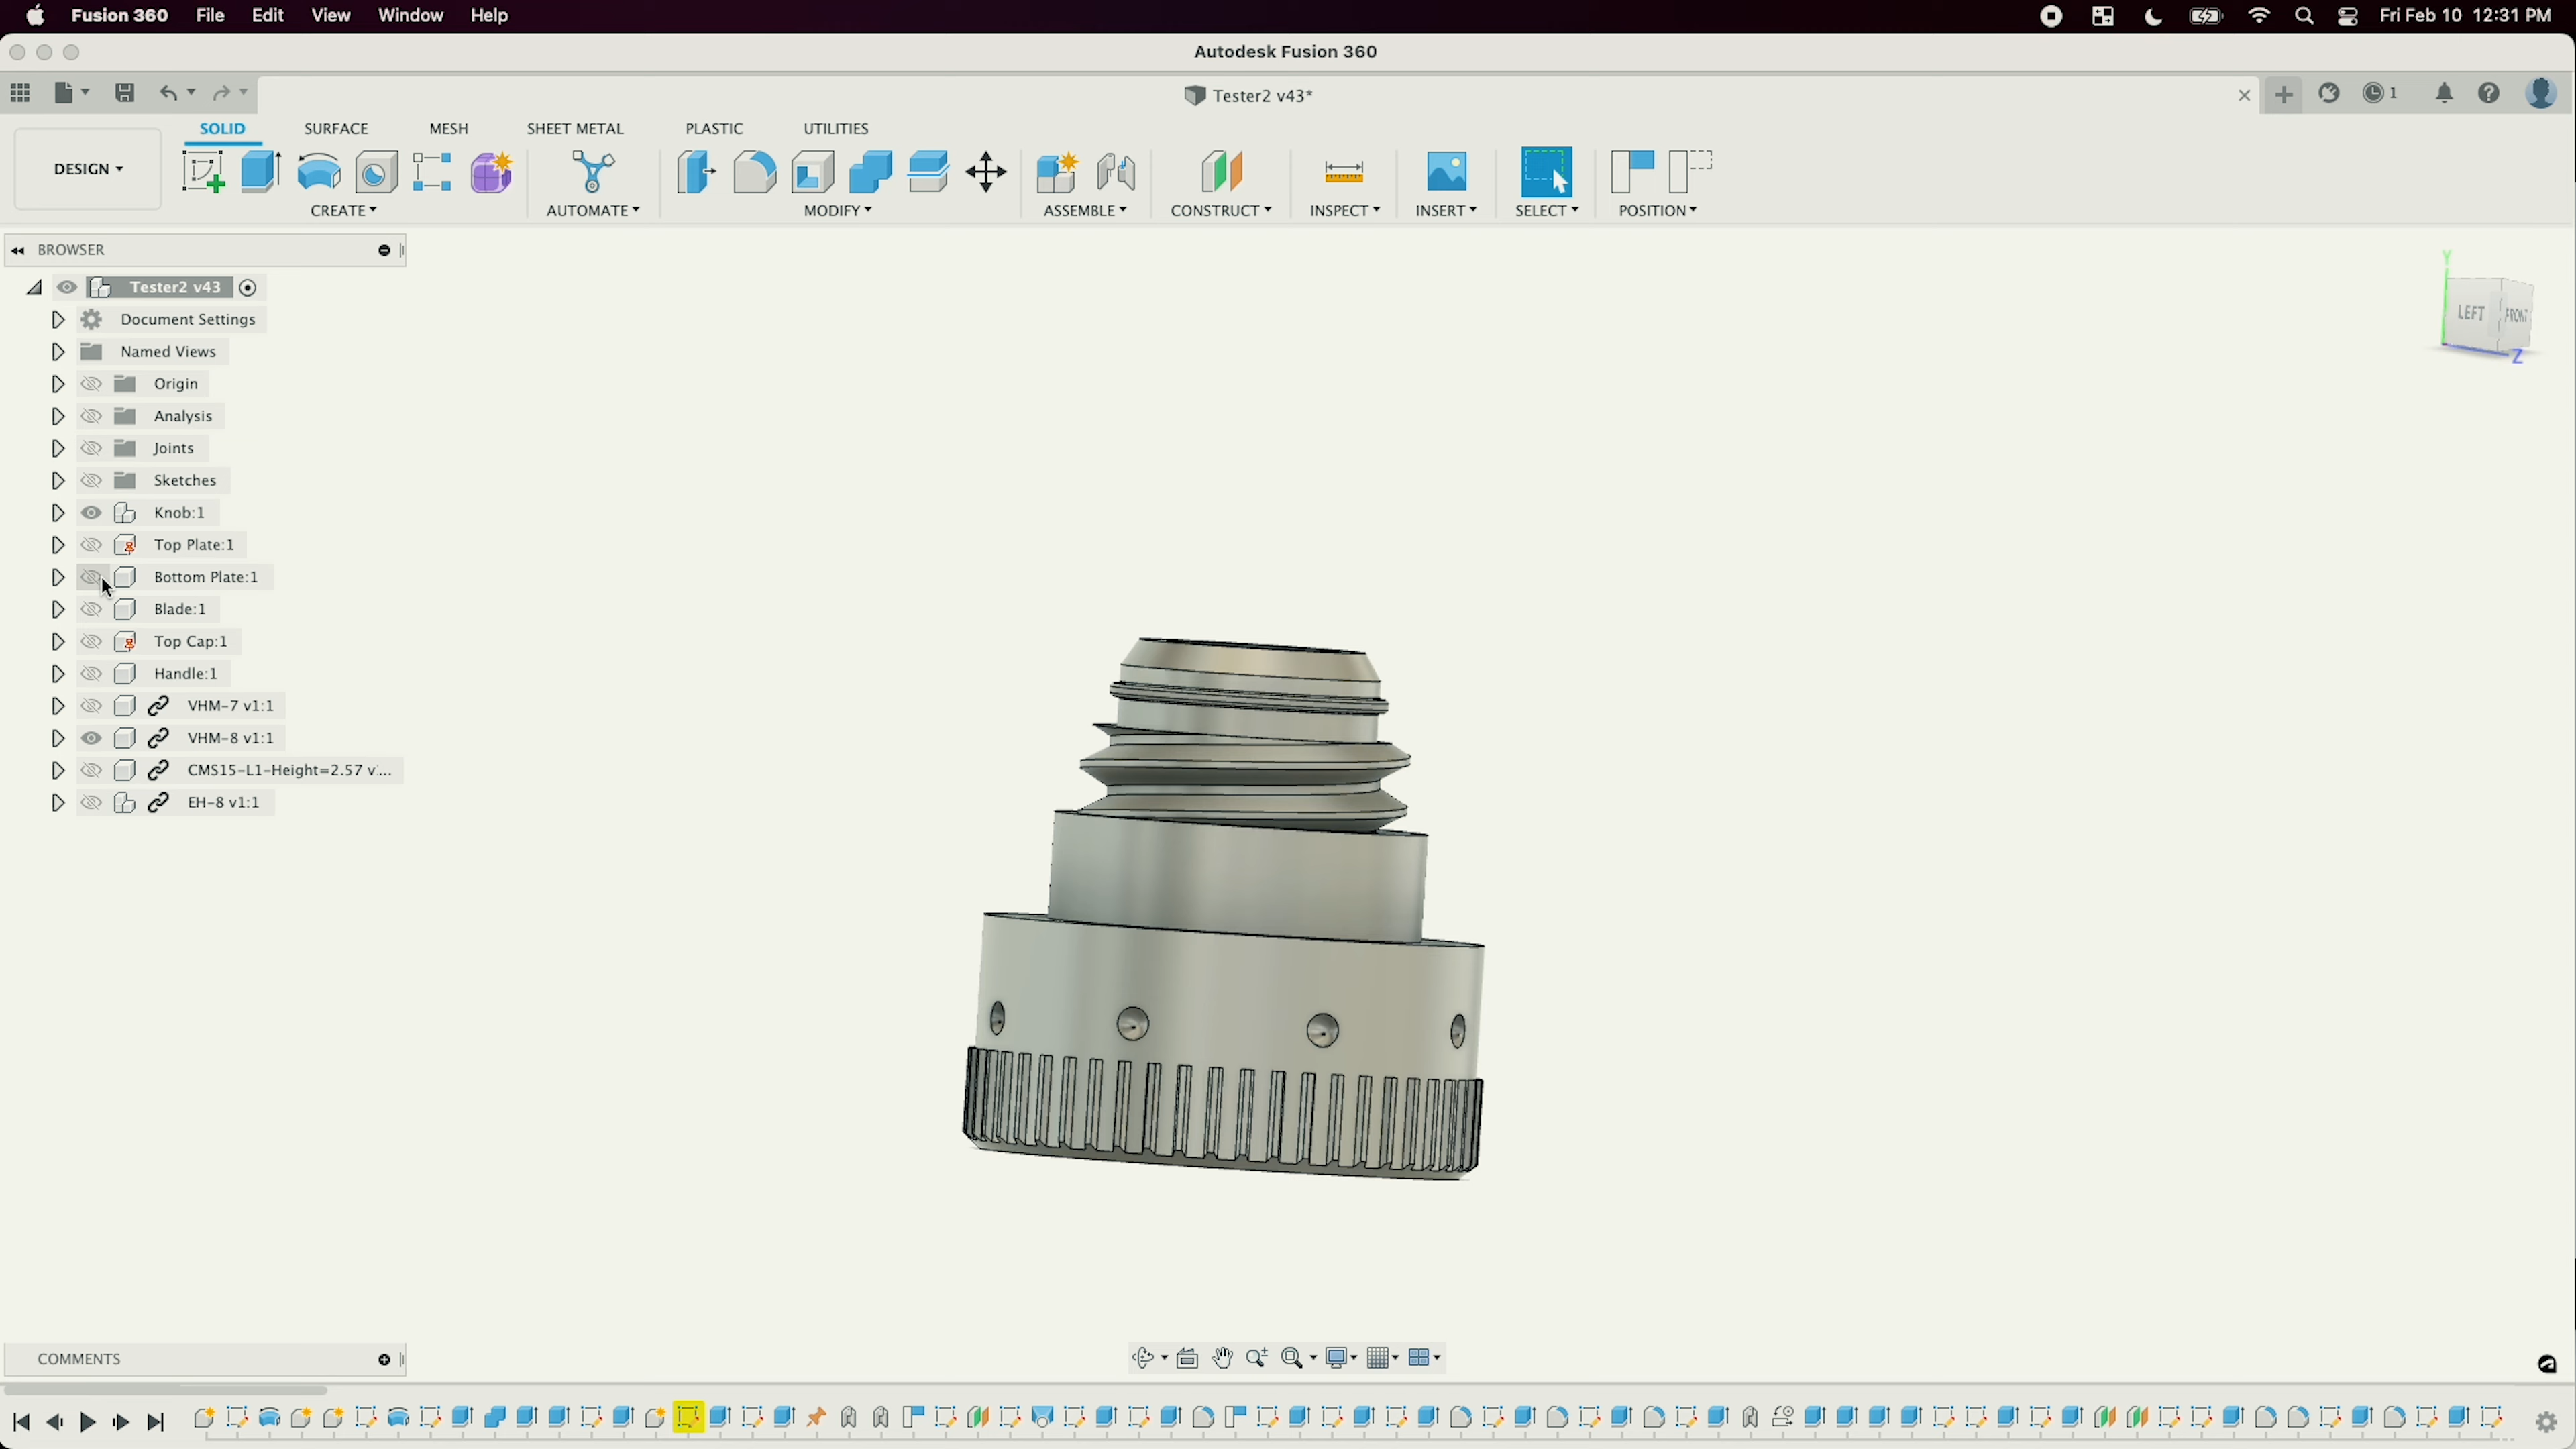 Fusion 360 File Edit View Window Help Fri Feb 10 12:31 PM
Autodesk Fusion 360
Tester2 v43* 1
SOLID SURFACE MESH SHEET METAL PLASTIC UTILITIES
DESIGN
CREATE AUTOMATE MODIFY ASSEMBLE CONSTRUCT INSPECT INSERT SELECT POSITION
BROWSER
Tester2 v43
Document Settings
Named Views
Origin
Analysis
Joints
Sketches
Knob:1
Top Plate:1
Bottom Plate:1
Blade:1
Top Cap:1
Handle:1
VHM-7 v1:1
VHM-8 v1:1
CMS15-L1-Height=2.57 v'...
EH-8 v1:1
Y
LEFT FRONT
Z
COMMENTS